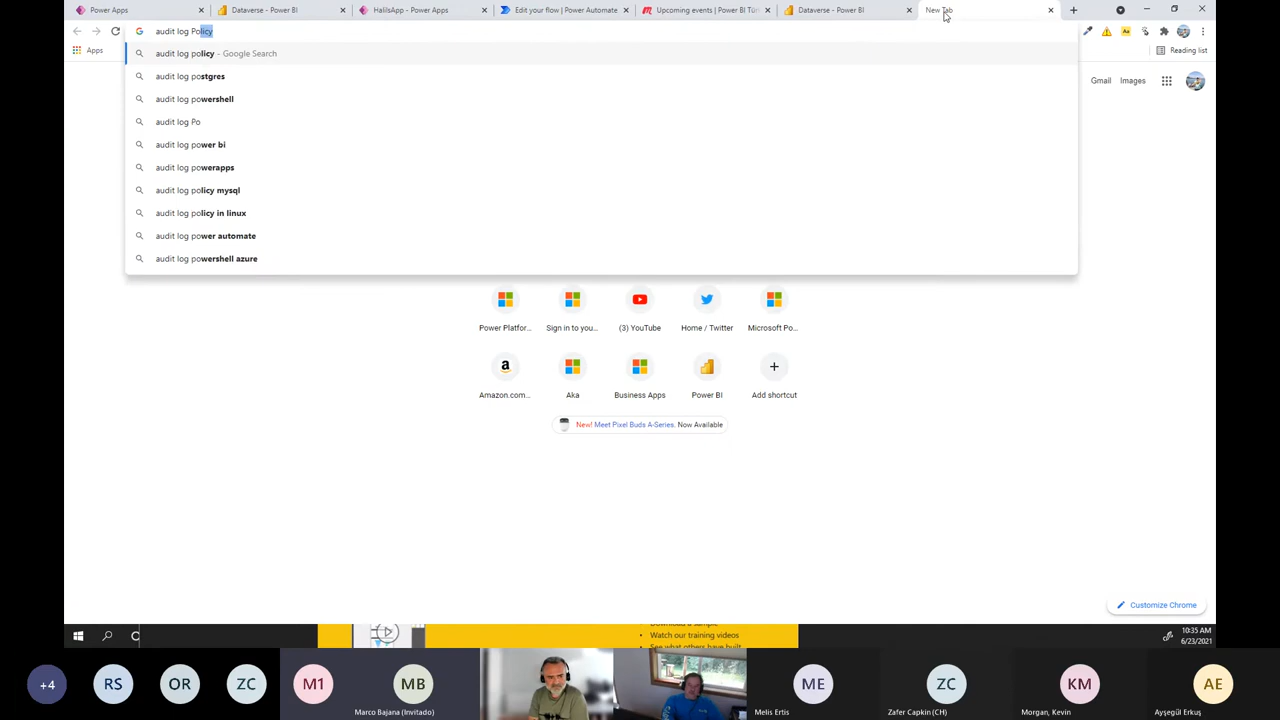 Power Apps
Dataverse - Power BI
HalilsApp - Power Apps
Edit your flow | Power Automate
Upcoming events | Power BI Tür
Dataverse - Power BI
New Tab
audit log Policy
Apps
Reading list
audit log policy - Google Search
audit log postgres
audit log powershell
audit log Po
audit log power bi
audit log powerapps
audit log policy mysql
audit log policy in linux
audit log power automate
audit log powershell azure
Gmail
Images
Power Platfor...
Sign in to you...
(3) YouTube
Home / Twitter
Microsoft Po...
Amazon.com...
Aka
Business Apps
Power BI
Add shortcut
New! Meet Pixel Buds A-Series. Now Available
Customize Chrome
Watch our training videos
10:35 AM
6/23/2021
+4
RS
OR
ZC
M1
MB
Marco Bajana (Invitado)
ME
Melis Ertis
ZC
Zafer Capkin (CH)
KM
Morgan, Kevin
AE
Ayşegül Erkuş